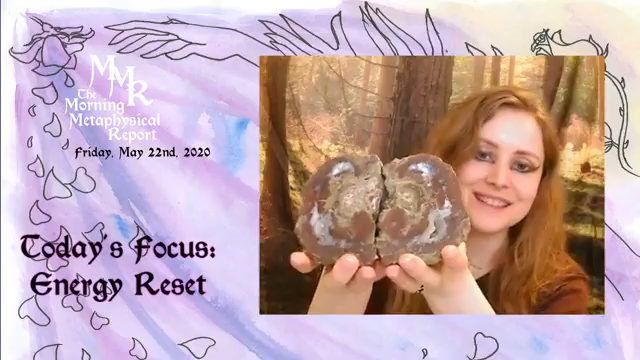 MMR
The
Morning
Metaphysical
Report
Friday, May 22nd, 2020
Today's Focus:
Energy Reset